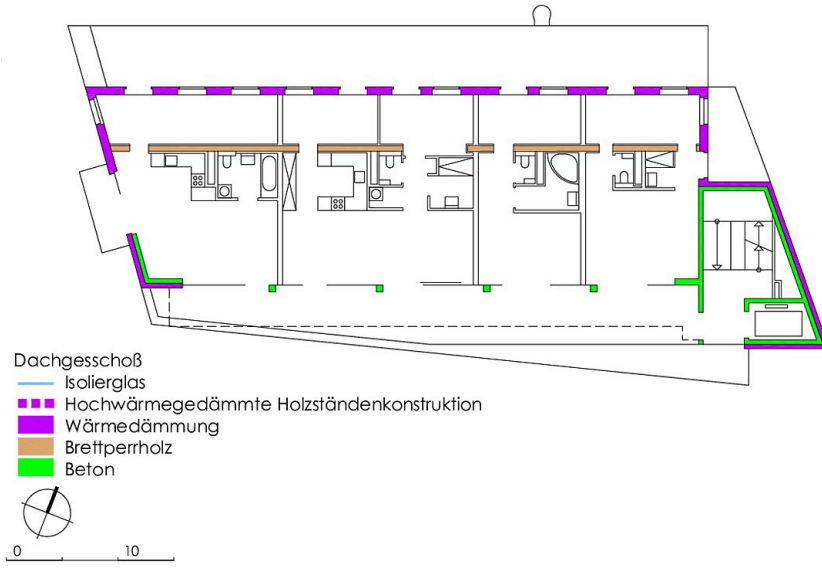 Dachgesschoß
Isolierglas
Hochwärmegedämmte Holzständenkonstruktion
Wärmedämmung
Brettperrholz
Beton
0 10